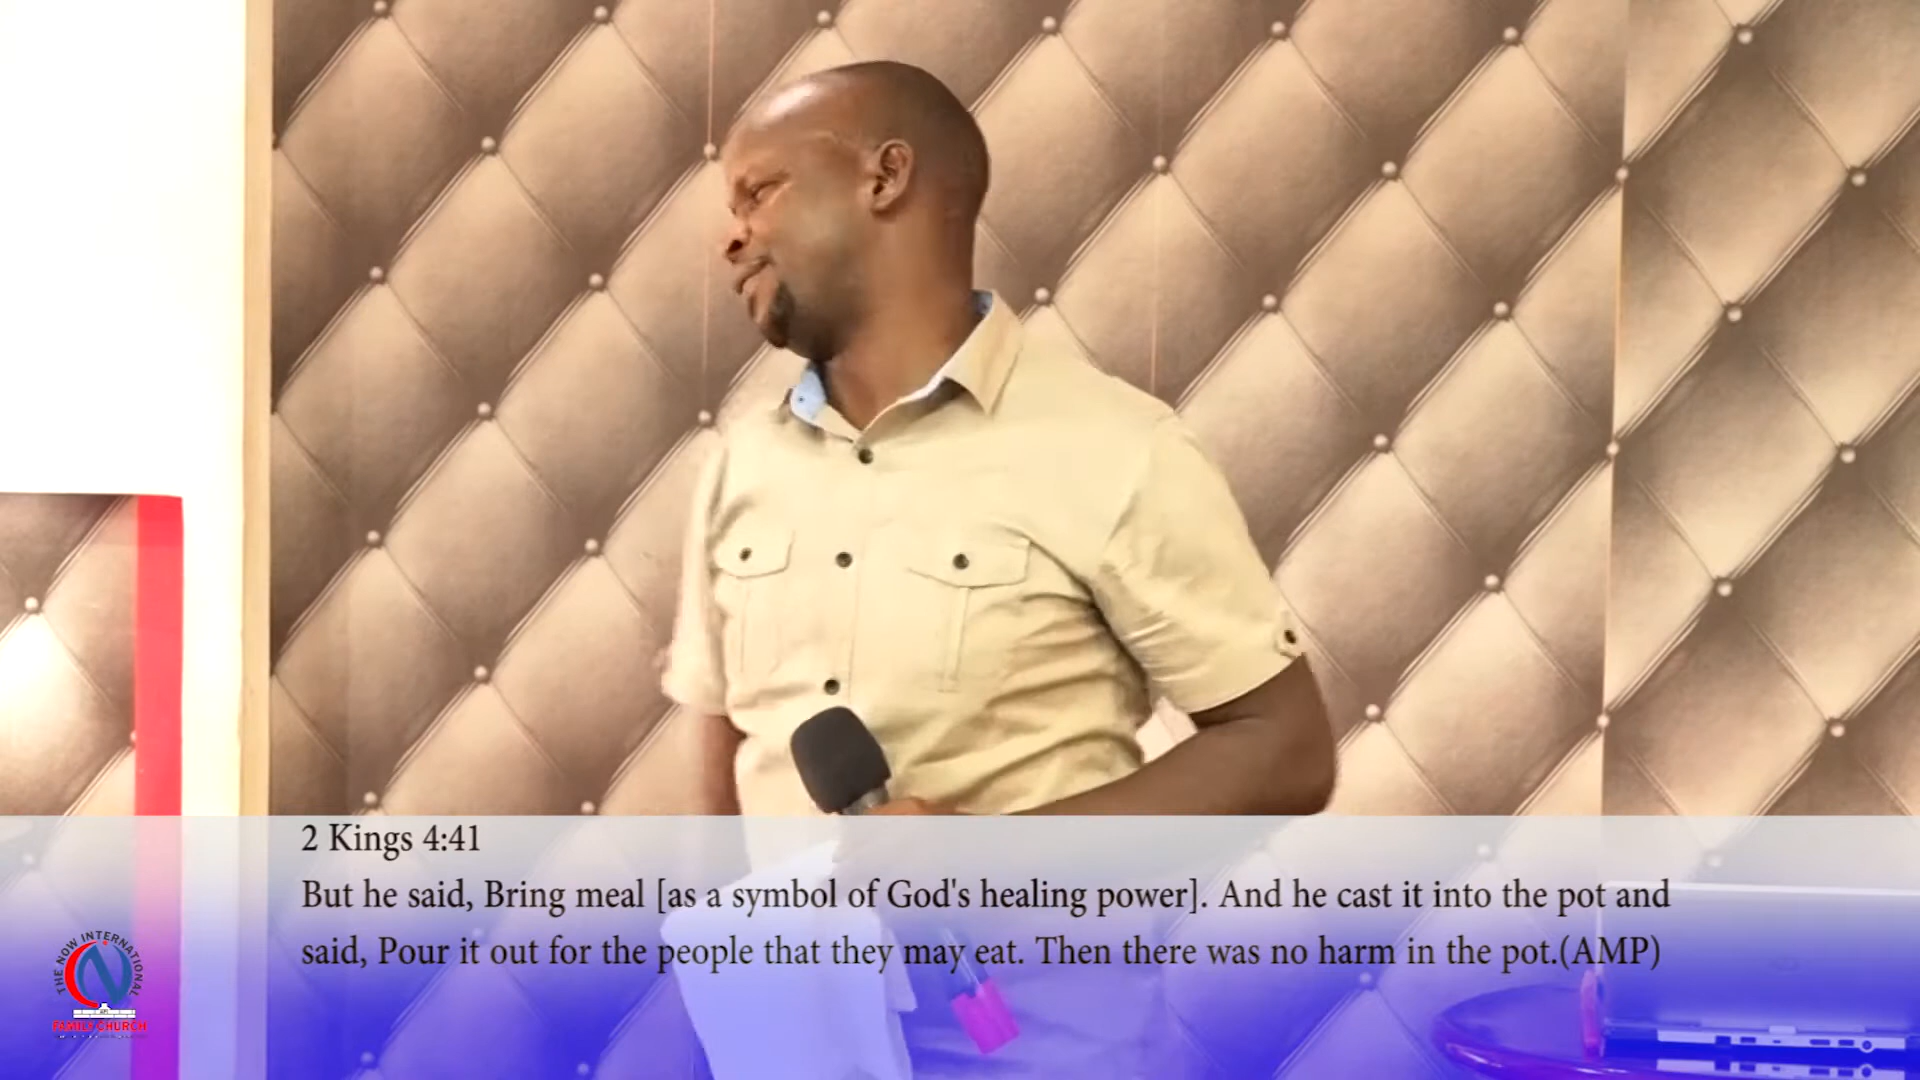 2 Kings 4:41
But he said, Bring meal [as a symbol of God's healing power]. And he cast it into the pot and
said, Pour it out for the people that they may eat. Then there was no harm in the pot.(AMP)
THE NOW INTERNATIONAL
FAMILY CHURCH